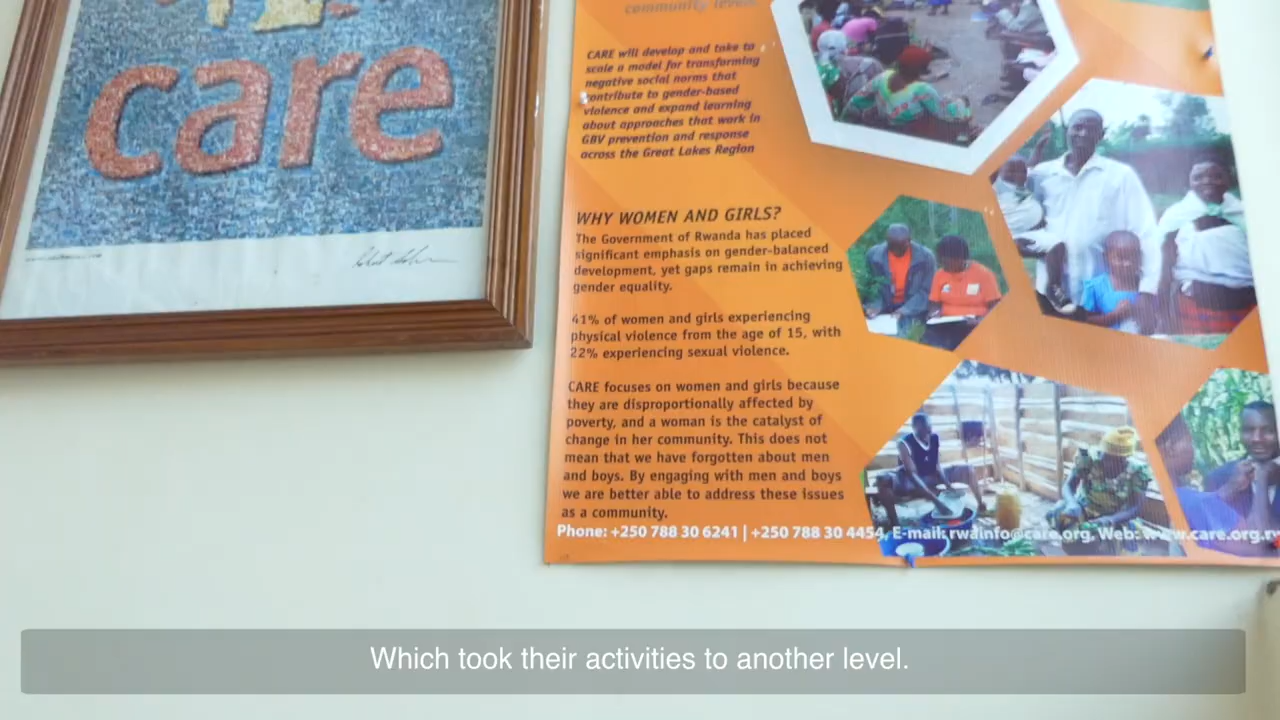 care
community levels
CARE will develop and take to
scale a model for transforming
negative social norms that
contribute to gender-based
violence and expand learning
about approaches that work in
GBV prevention and response
across the Great Lakes Region
WHY WOMEN AND GIRLS?
The Government of Rwanda has placed
significant emphasis on gender-balanced
development, yet gaps remain in achieving
gender equality.
41% of women and girls experiencing
physical violence from the age of 15, with
22% experiencing sexual violence.
CARE focuses on women and girls because
they are disproportionally affected by
poverty, and a woman is the catalyst of
change in her community. This does not
mean that we have forgotten about men
and boys. By engaging with men and boys
we are better able to address these issues
as a community.
Phone: +250 788 30 6241 | +250 788 30 4454, E-mail: rwainfo@care.org, Web: www.care.org.rw
Which took their activities to another level.